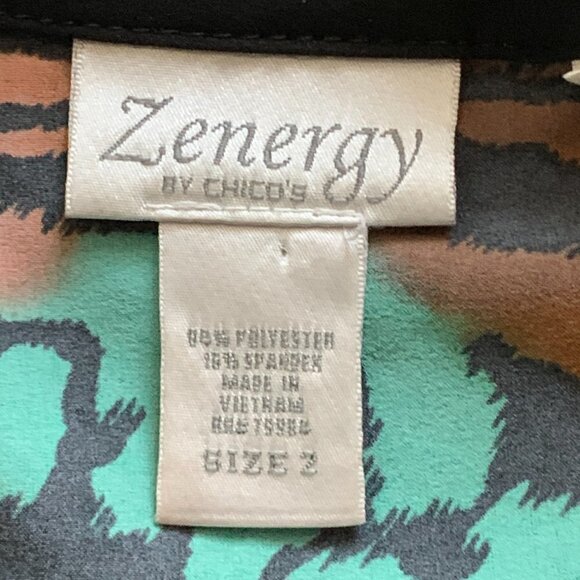 Zenergy
BY CHICO'S
POLYESTER
SPANDEX
MADE IN
VIETNAM
SIZE 2